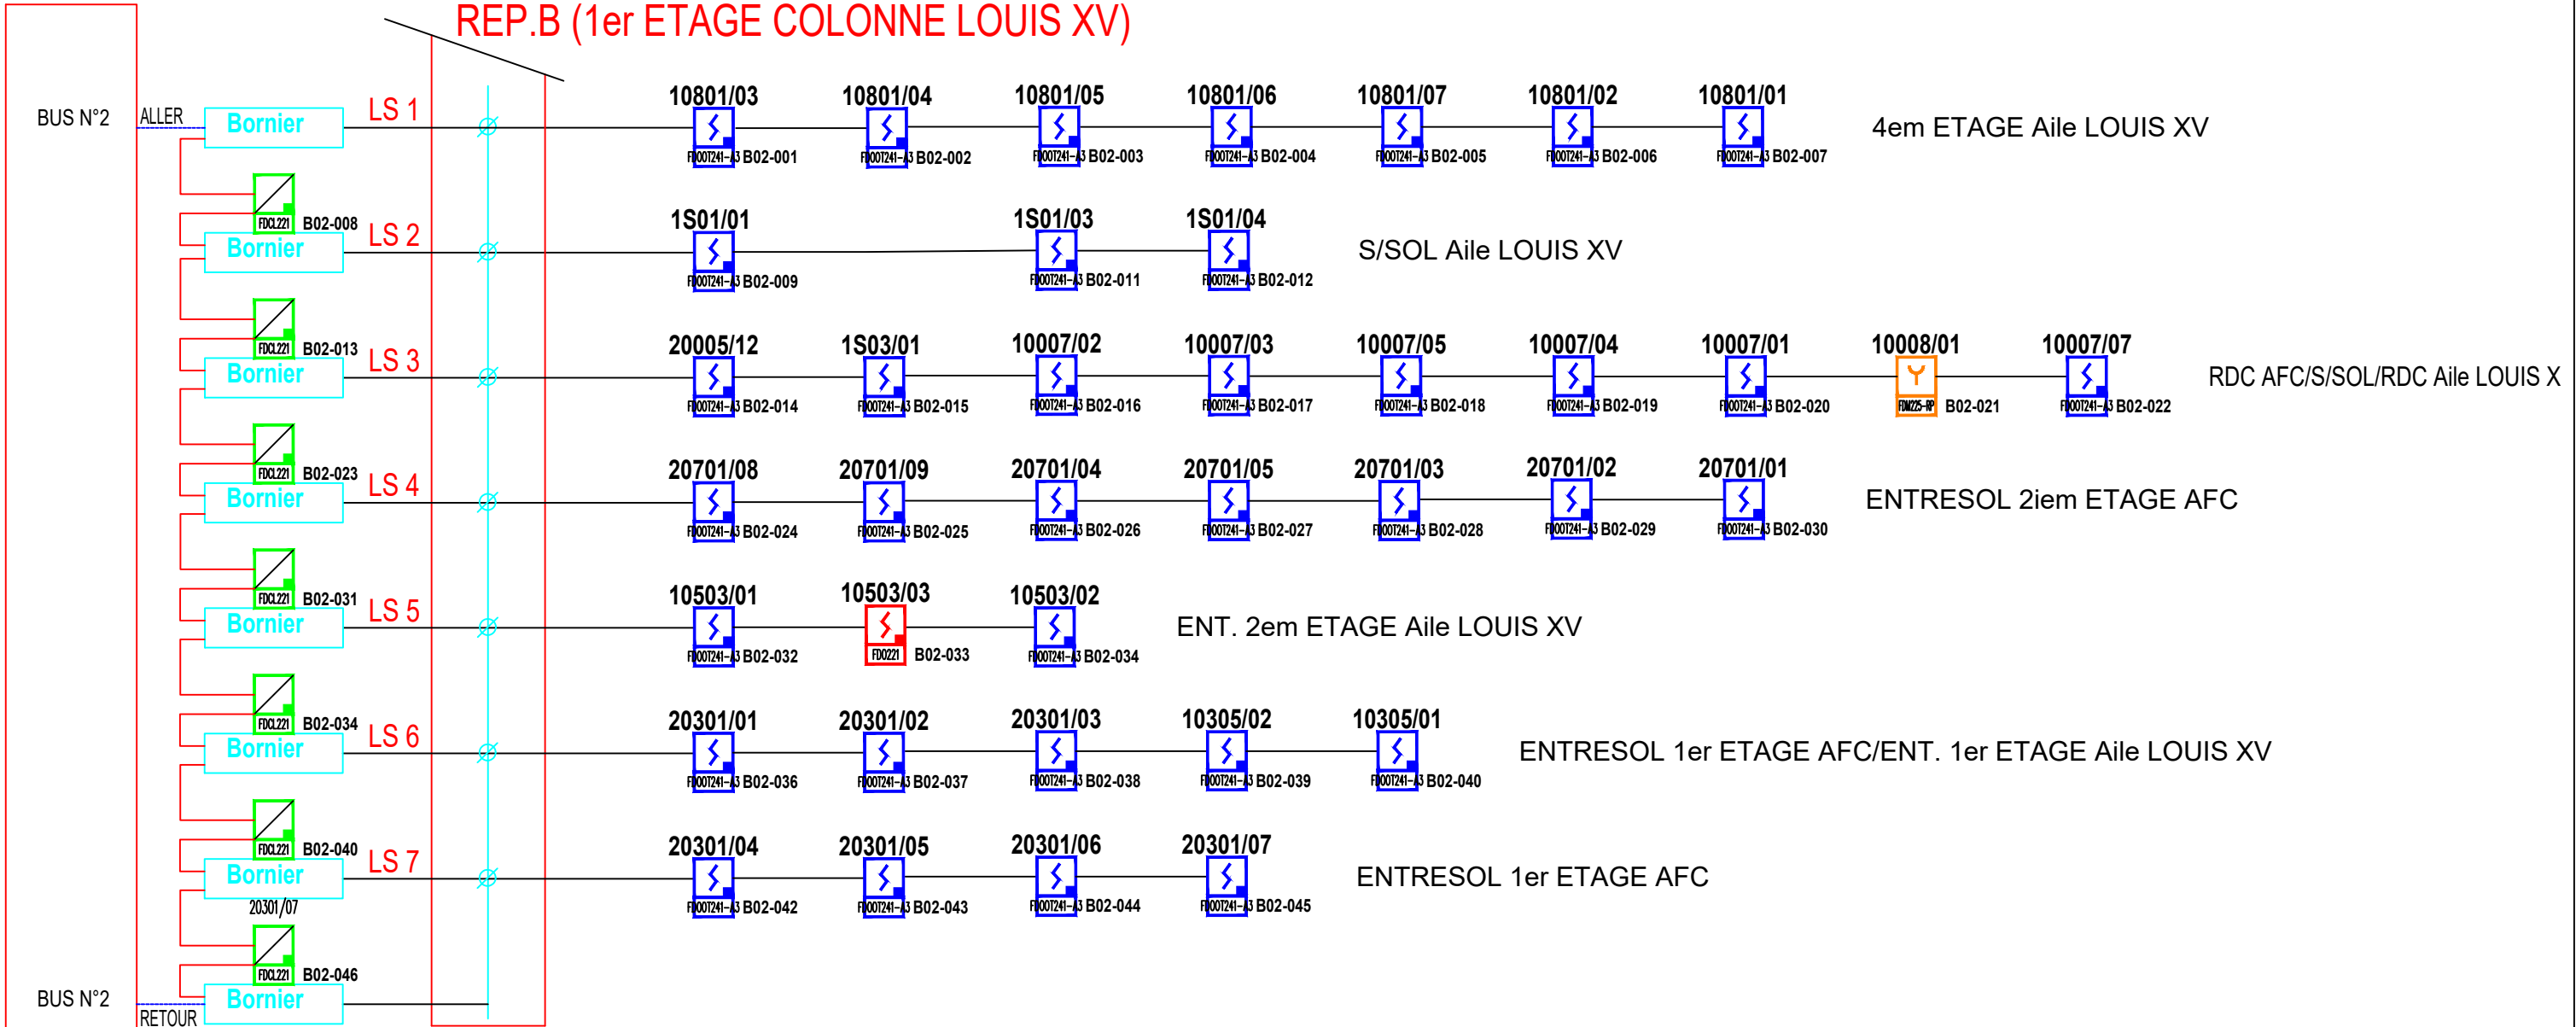 REP.B (1er ETAGE COLONNE LOUIS XV)
BUS N°2 ALLER Bornier LS 1
10801/03 10801/04 10801/05 10801/06 10801/07 10801/02 10801/01
4em ETAGE Aile LOUIS XV
B02-001 B02-002 B02-003 B02-004 B02-005 B02-006 B02-007
FDCL221 B02-008
Bornier LS 2
1S01/01 1S01/03 1S01/04
S/SOL Aile LOUIS XV
B02-009 B02-011 B02-012
FDCL221 B02-013
Bornier LS 3
20005/12 1S03/01 10007/02 10007/03 10007/05 10007/04 10007/01 10008/01 10007/07
RDC AFC/S/SOL/RDC Aile LOUIS X
B02-014 B02-015 B02-016 B02-017 B02-018 B02-019 B02-020 FDM225-RP B02-021 B02-022
FDCL221 B02-023
Bornier LS 4
20701/08 20701/09 20701/04 20701/05 20701/03 20701/02 20701/01
ENTRESOL 2iem ETAGE AFC
B02-024 B02-025 B02-026 B02-027 B02-028 B02-029 B02-030
FDCL221 B02-031
Bornier LS 5
10503/01 10503/03 10503/02
ENT. 2em ETAGE Aile LOUIS XV
B02-032 FDO221 B02-033 B02-034
FDCL221 B02-034
Bornier LS 6
20301/01 20301/02 20301/03 10305/02 10305/01
ENTRESOL 1er ETAGE AFC/ENT. 1er ETAGE Aile LOUIS XV
B02-036 B02-037 B02-038 B02-039 B02-040
FDCL221 B02-040
Bornier LS 7
20301/07
20301/04 20301/05 20301/06 20301/07
ENTRESOL 1er ETAGE AFC
B02-042 B02-043 B02-044 B02-045
FDCL221 B02-046
BUS N°2 RETOUR Bornier